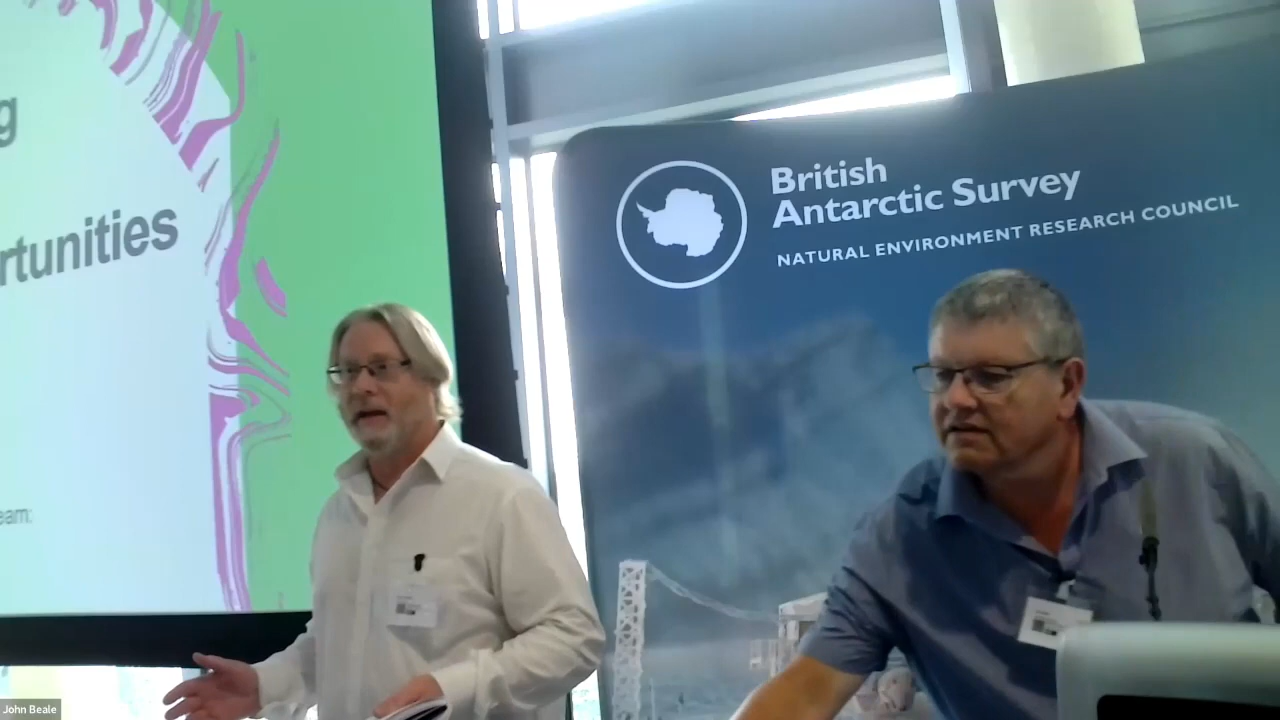 g
rtunities
eam:
British
Antarctic Survey
NATURAL ENVIRONMENT RESEARCH COUNCIL
John Beale